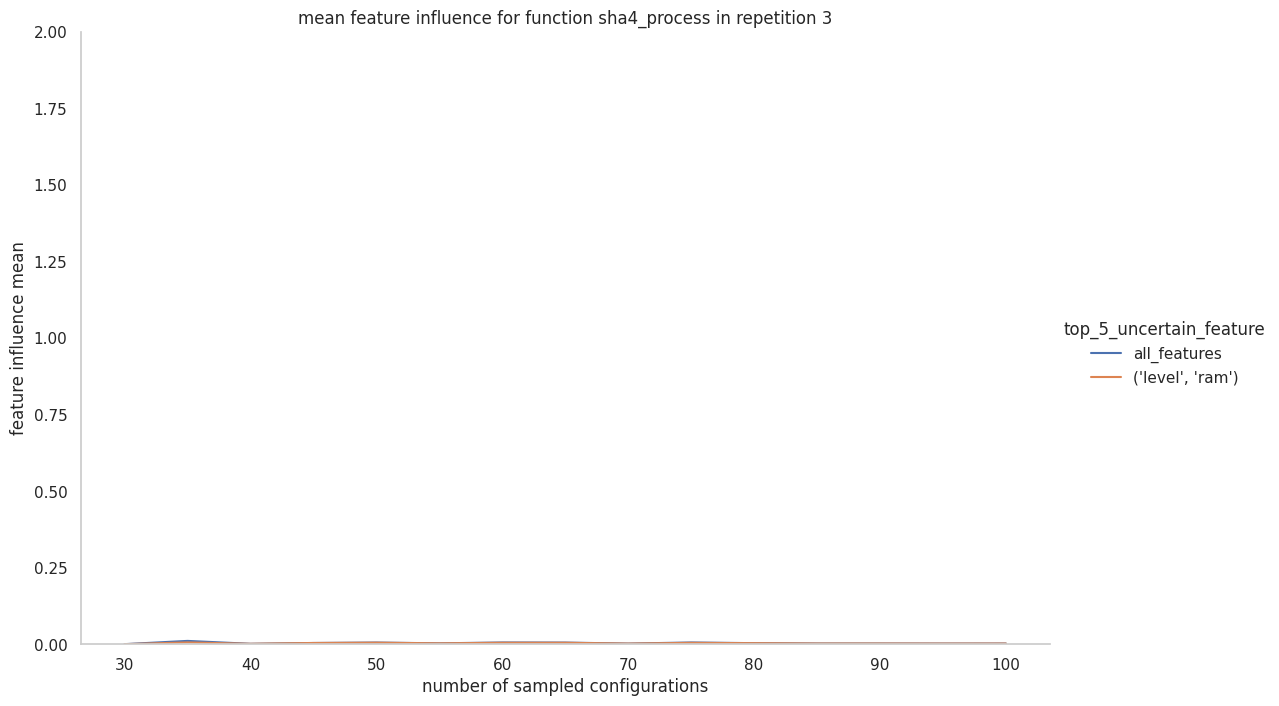 mean feature influence for function sha4_process in repetition 3
2.00
1.75
1.50
1.25
1.00
0.75
0.50
0.25
0.00
feature influence mean
30 40 50 60 70 80 90 100
number of sampled configurations
top_5_uncertain_feature
all_features
('level', 'ram')